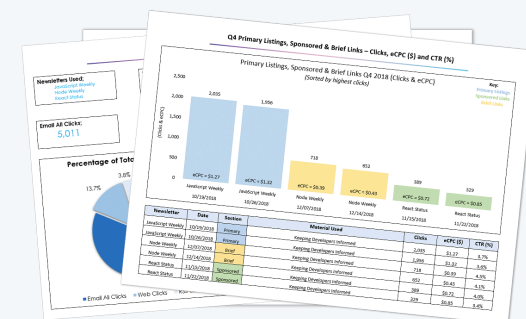 Q4 Primary Listings, Sponsored & Brief Links – Clicks, eCPC ($) and CTR (%)
Primary Listings, Sponsored & Brief Links Q4 2018 (Clicks & eCPC)
(Sorted by highest clicks)
Key:
Primary Listings
Sponsored Links
Brief Links
(Clicks & eCPC)
2,500
2,000
1,500
1,000
500
0
2,035
1,956
718
652
389
329
eCPC = $1.27
eCPC = $1.32
eCPC = $0.39
eCPC = $0.43
eCPC = $0.72
eCPC = $0.85
JavaScript Weekly
JavaScript Weekly
Node Weekly
Node Weekly
React Status
React Status
10/19/2018
10/26/2018
12/07/2018
12/14/2018
11/15/2018
11/22/2018
Newsletter Date Section Material Used Clicks eCPC ($) CTR (%)
JavaScript Weekly 10/19/2018 Primary Keeping Developers Informed 2,035 $1.27 3.7%
JavaScript Weekly 10/26/2018 Primary Keeping Developers Informed 1,956 $1.32 3.6%
Node Weekly 12/07/2018 Brief Keeping Developers Informed 718 $0.39 4.5%
Node Weekly 12/14/2018 Brief Keeping Developers Informed 652 $0.43 4.1%
React Status 11/15/2018 Sponsored Keeping Developers Informed 389 $0.72 4.0%
React Status 11/22/2018 Sponsored 329 $0.85 3.6%
Newsletters Used:
JavaScript Weekly
Node Weekly
React Status
Email All Clicks:
5,011
Percentage of Tota
3.8%
13.7%
Email All Clicks Web Clicks